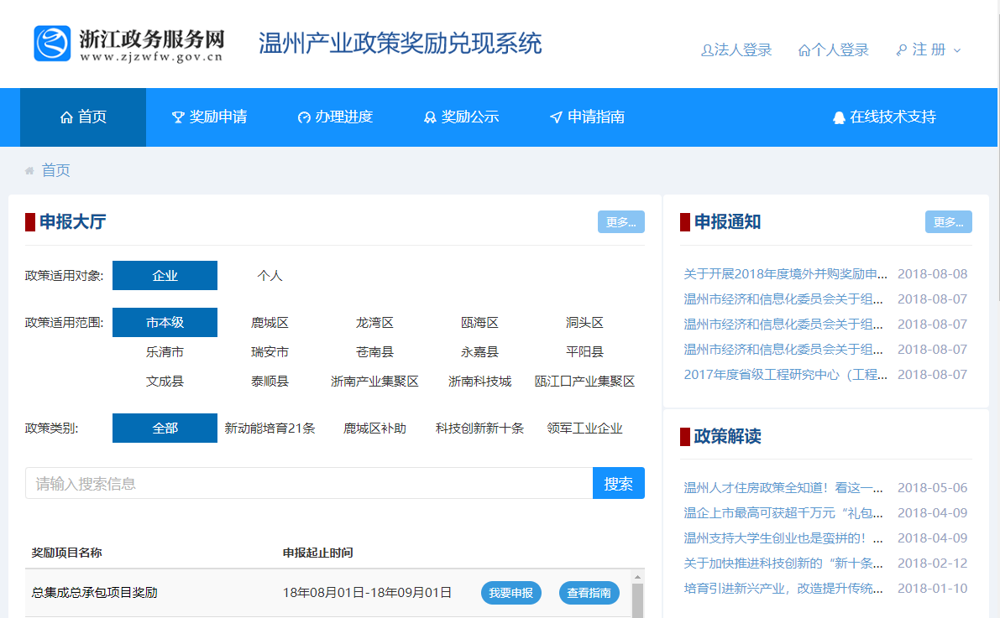 浙江政务服务网
www.zjzwfw.gov.cn
温州产业政策奖励兑现系统
法人登录 个人登录 注 册
首页 奖励申请 办理进度 奖励公示 申请指南 在线技术支持
首页
申报大厅 更多...
政策适用对象: 企业 个人
政策适用范围: 市本级 鹿城区 龙湾区 瓯海区 洞头区
乐清市 瑞安市 苍南县 永嘉县 平阳县
文成县 泰顺县 浙南产业集聚区 浙南科技城 瓯江口产业集聚区
政策类别: 全部 新动能培育21条 鹿城区补助 科技创新新十条 领军工业企业
请输入搜索信息 搜索
奖励项目名称 申报起止时间
总集成总承包项目奖励 18年08月01日-18年09月01日 我要申报 查看指南
申报通知 更多...
关于开展2018年度境外并购奖励申... 2018-08-08
温州市经济和信息化委员会关于组... 2018-08-07
温州市经济和信息化委员会关于组... 2018-08-07
温州市经济和信息化委员会关于组... 2018-08-07
2017年度省级工程研究中心（工程... 2018-08-07
政策解读
温州人才住房政策全知道！看这一... 2018-05-06
温企上市最高可获超千万元“礼包... 2018-04-09
温州支持大学生创业也是蛮拼的！... 2018-04-09
关于加快推进科技创新的“新十条... 2018-02-12
培育引进新兴产业，改造提升传统... 2018-01-10